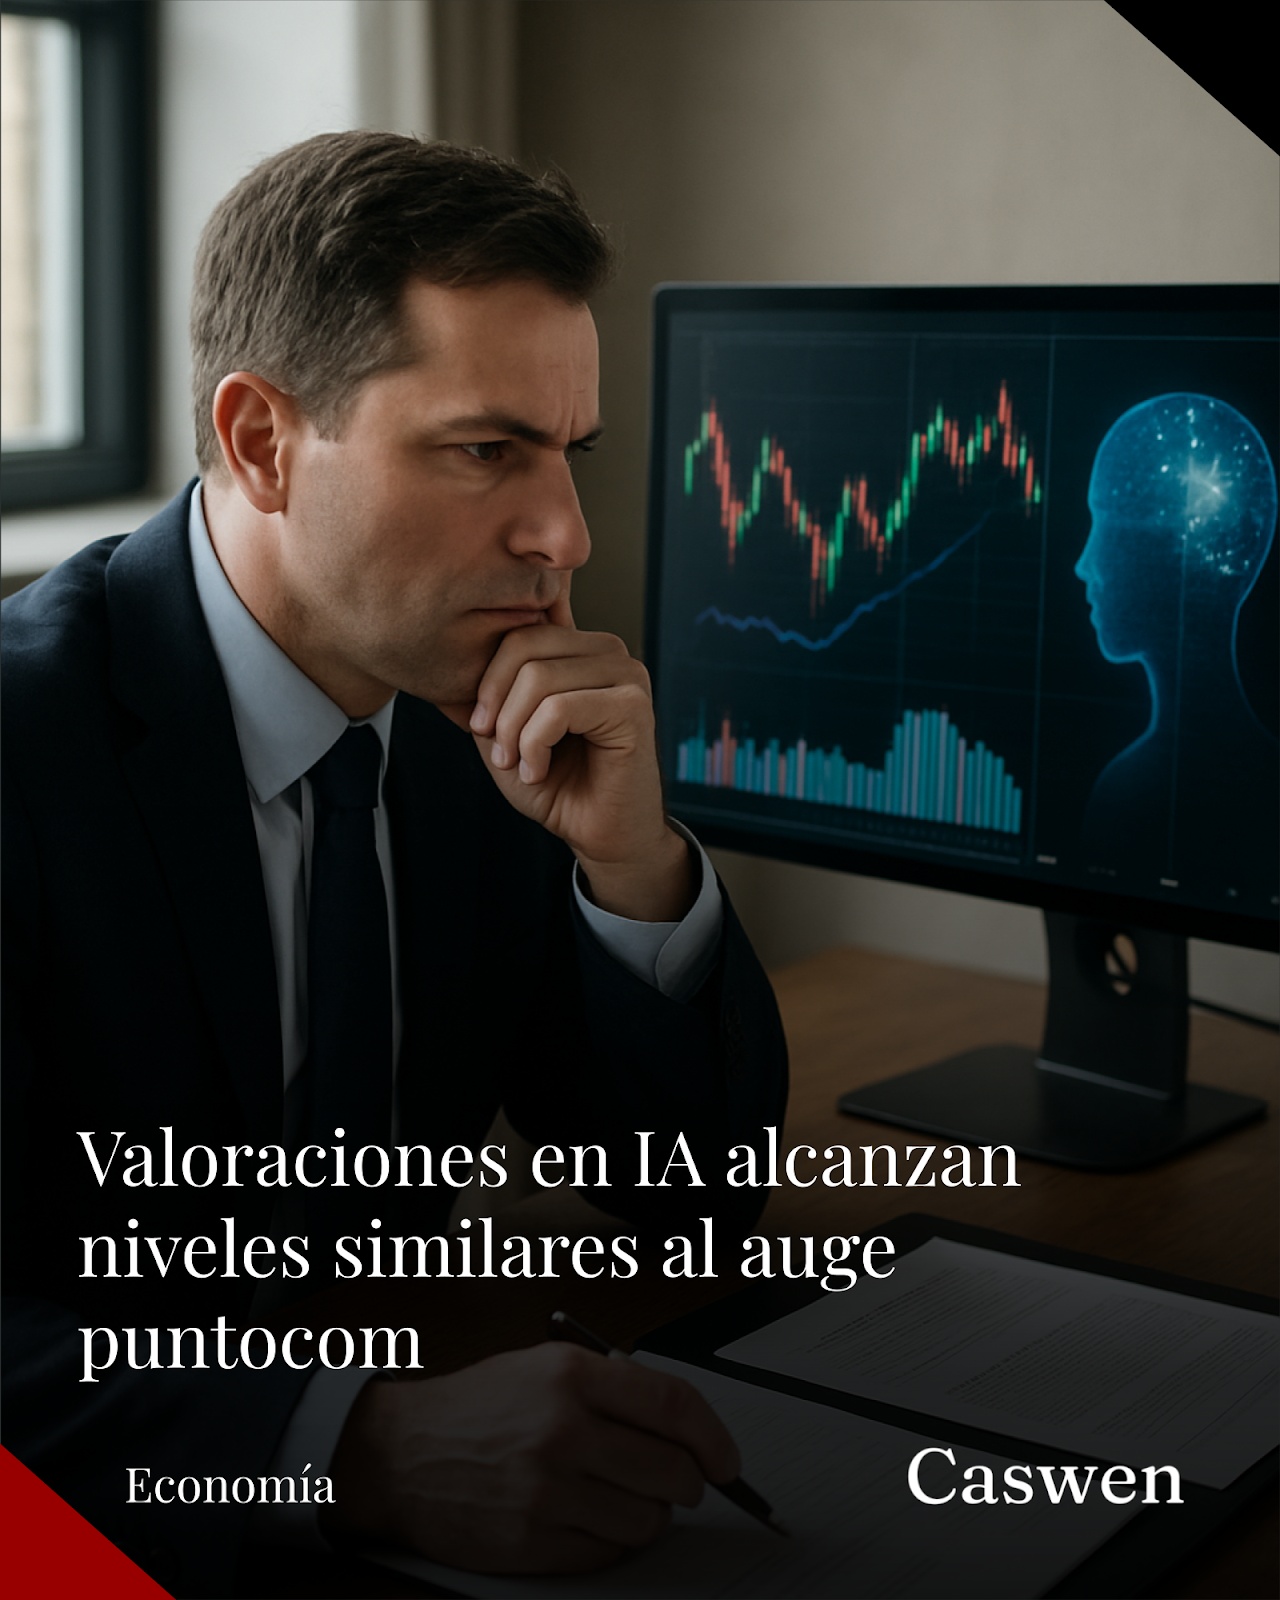 Valoraciones en IA alcanzan
niveles similares al auge
puntocom
Economía
Caswen